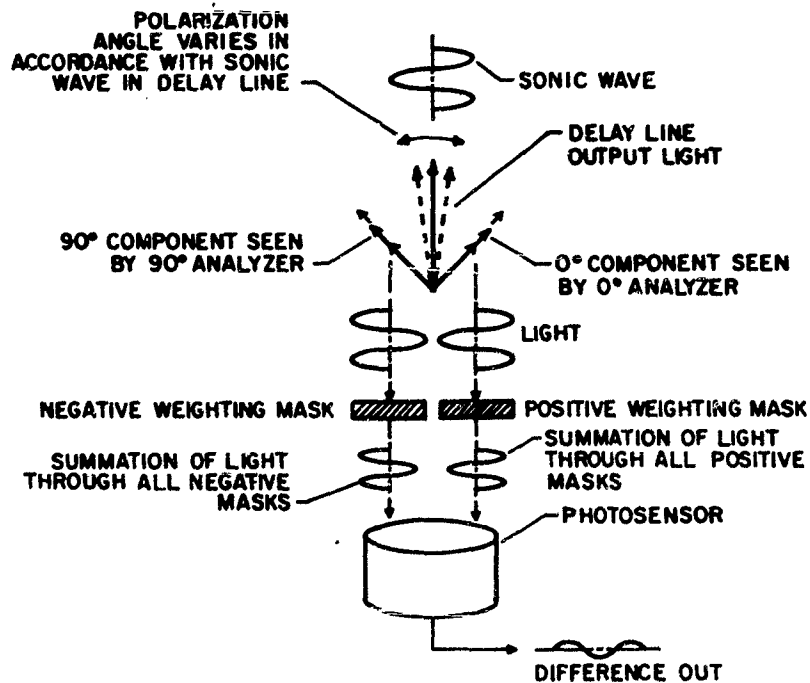 POLARIZATION
ANGLE VARIES IN
ACCORDANCE WITH SONIC
WAVE IN DELAY LINE
SONIC WAVE
DELAY LINE
OUTPUT LIGHT
90° COMPONENT SEEN
BY 90° ANALYZER
0° COMPONENT SEEN
BY 0° ANALYZER
LIGHT
NEGATIVE WEIGHTING MASK
POSITIVE WEIGHTING MASK
SUMMATION OF LIGHT
THROUGH ALL NEGATIVE
MASKS
SUMMATION OF LIGHT
THROUGH ALL POSITIVE
MASKS
PHOTOSENSOR
DIFFERENCE OUT